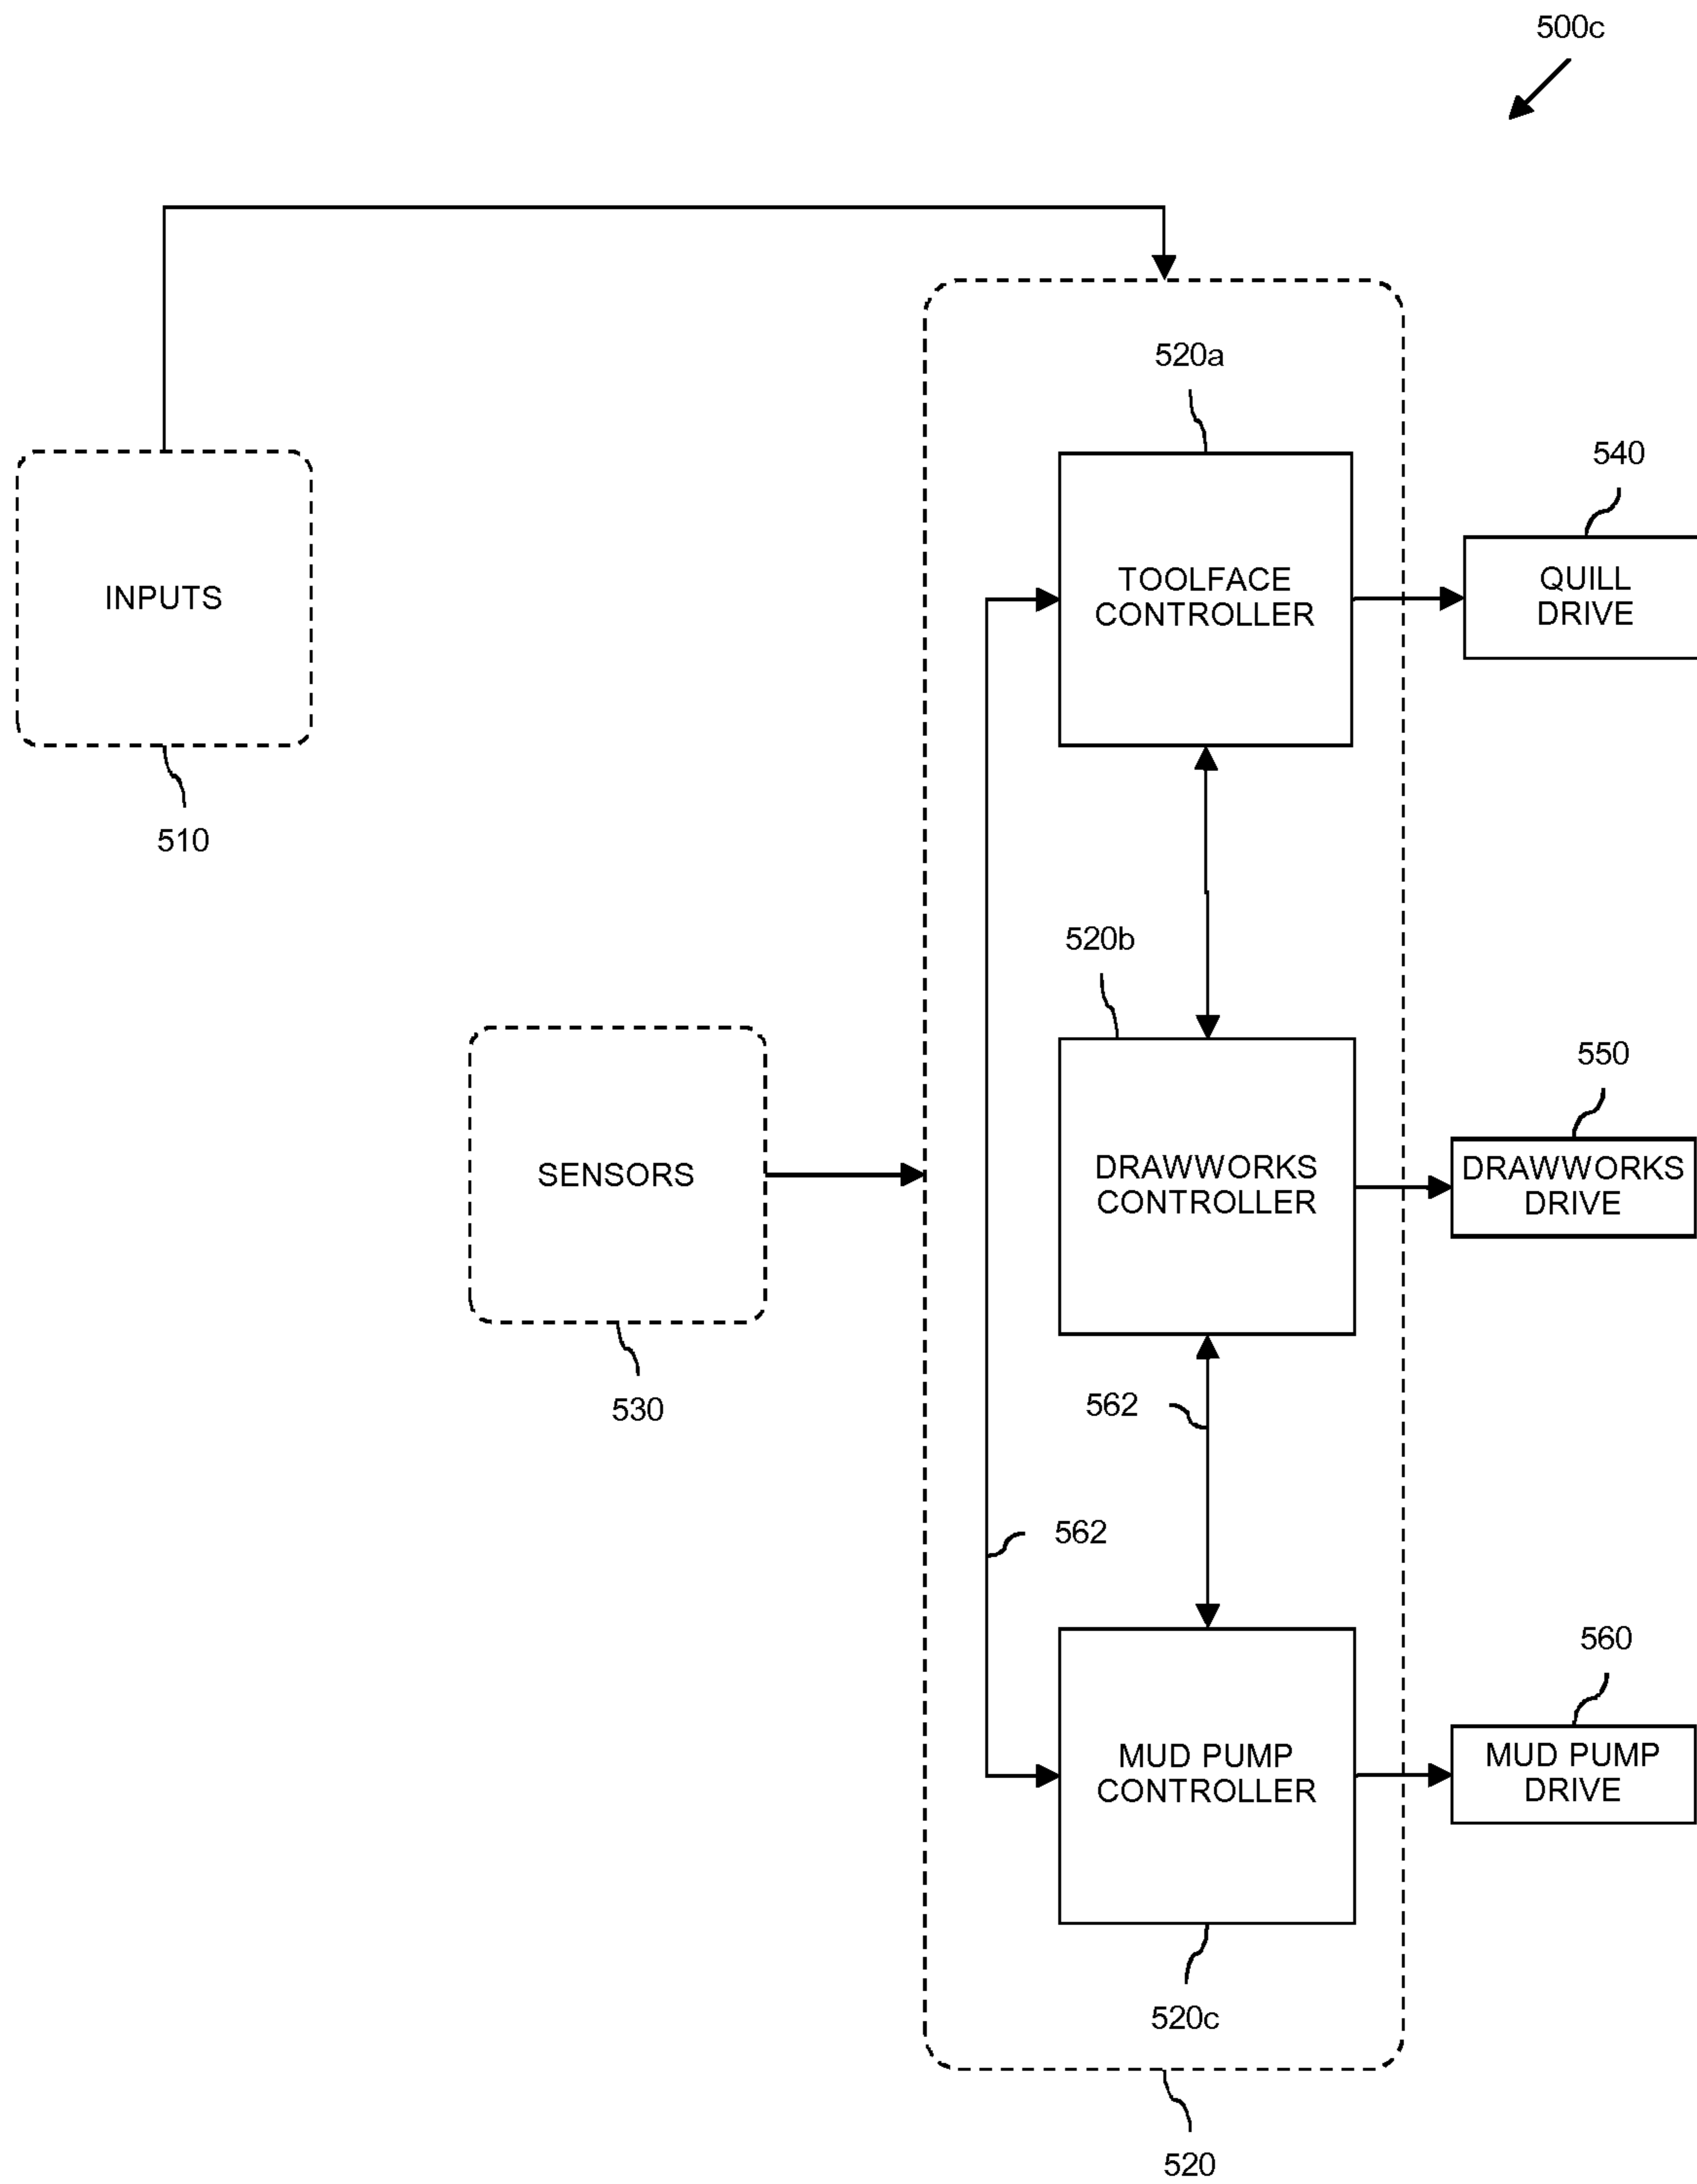 500c
520a
540
INPUTS
TOOLFACE
CONTROLLER
QUILL
DRIVE
510
520b
550
SENSORS
DRAWWORKS
CONTROLLER
DRAWWORKS
DRIVE
530
562
562
560
MUD PUMP
CONTROLLER
MUD PUMP
DRIVE
520c
520